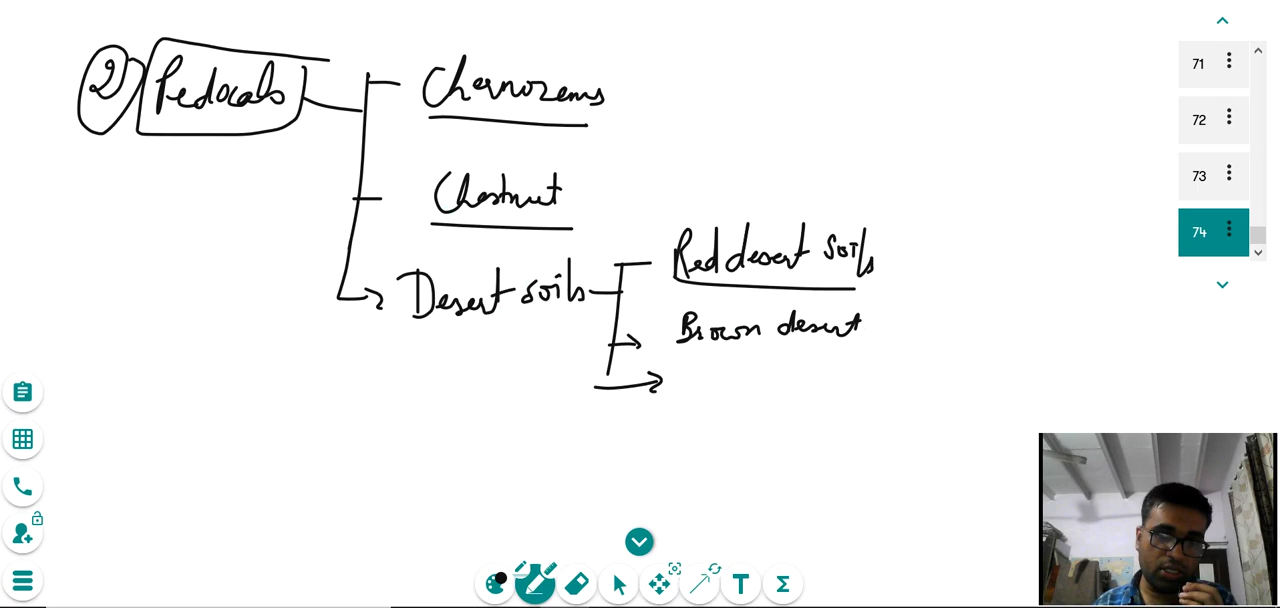 2 Pedocals
Chernozems
Chestnut
Desert soils
Red desert soils
Brown desert
71
72
73
74
T
Σ